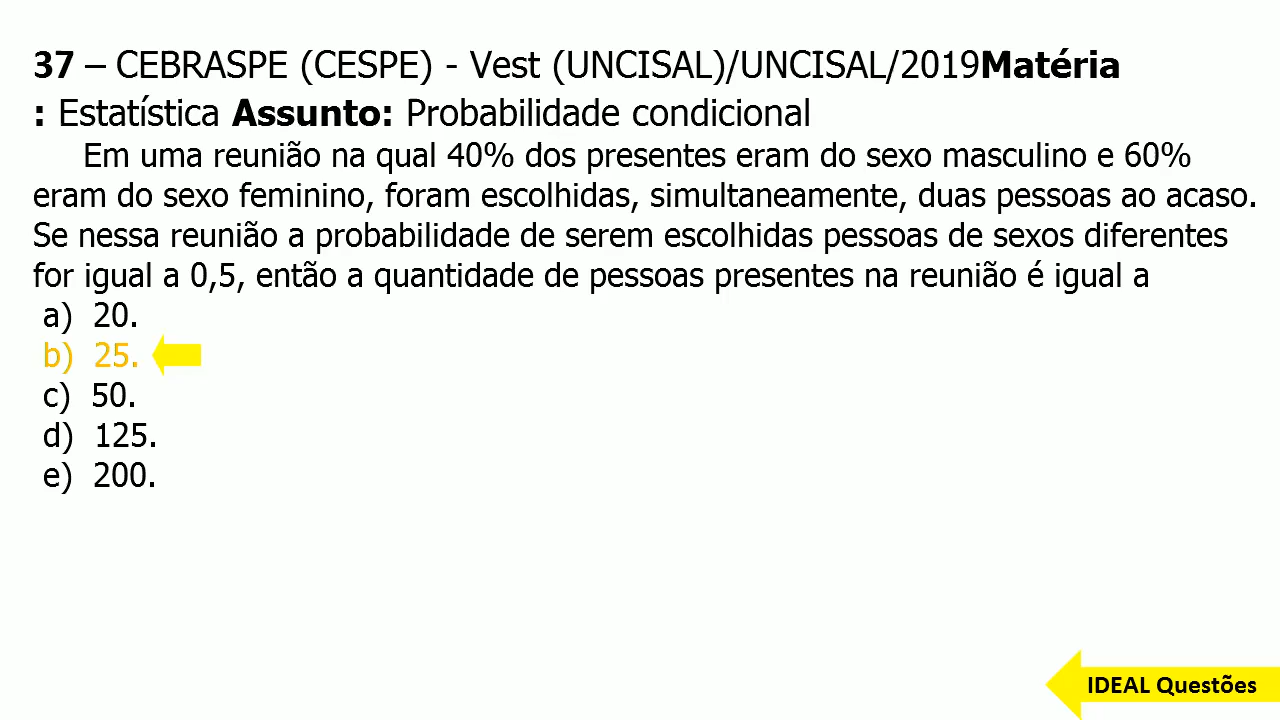 37 – CEBRASPE (CESPE) - Vest (UNCISAL)/UNCISAL/2019Matéria
: Estatística Assunto: Probabilidade condicional
Em uma reunião na qual 40% dos presentes eram do sexo masculino e 60%
eram do sexo feminino, foram escolhidas, simultaneamente, duas pessoas ao acaso.
Se nessa reunião a probabilidade de serem escolhidas pessoas de sexos diferentes
for igual a 0,5, então a quantidade de pessoas presentes na reunião é igual a
a) 20.
b) 25.
c) 50.
d) 125.
e) 200.
IDEAL Questões